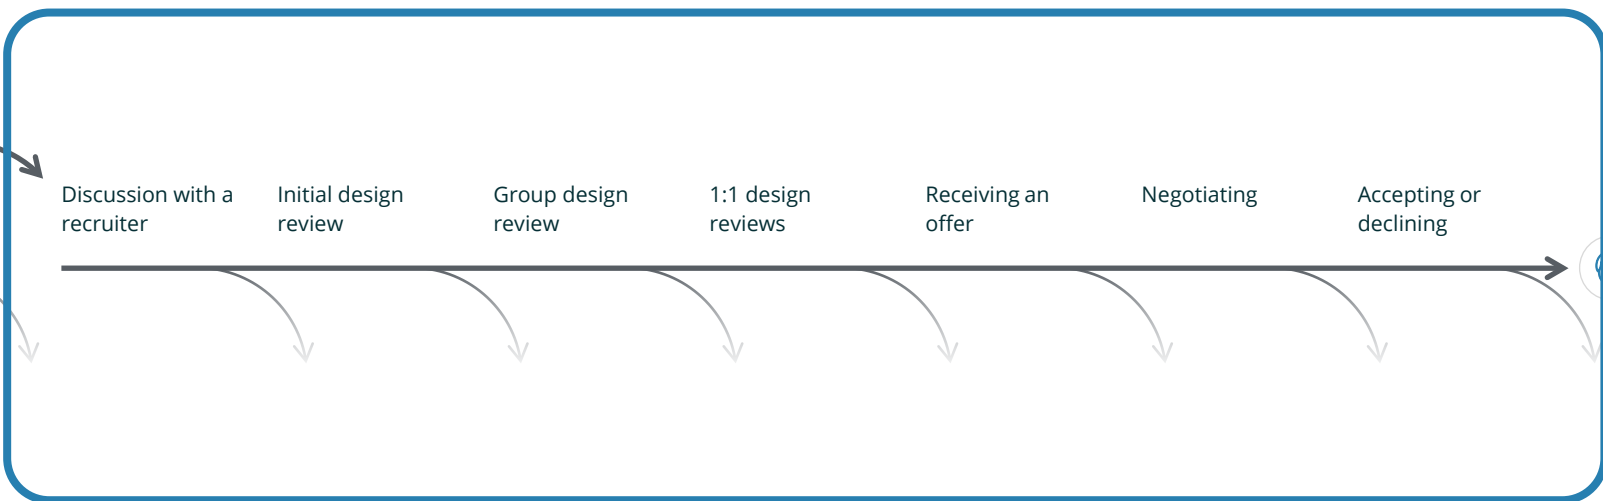 Discussion with a
recruiter
Initial design
review
Group design
review
1:1 design
reviews
Receiving an
offer
Negotiating
Accepting or
declining